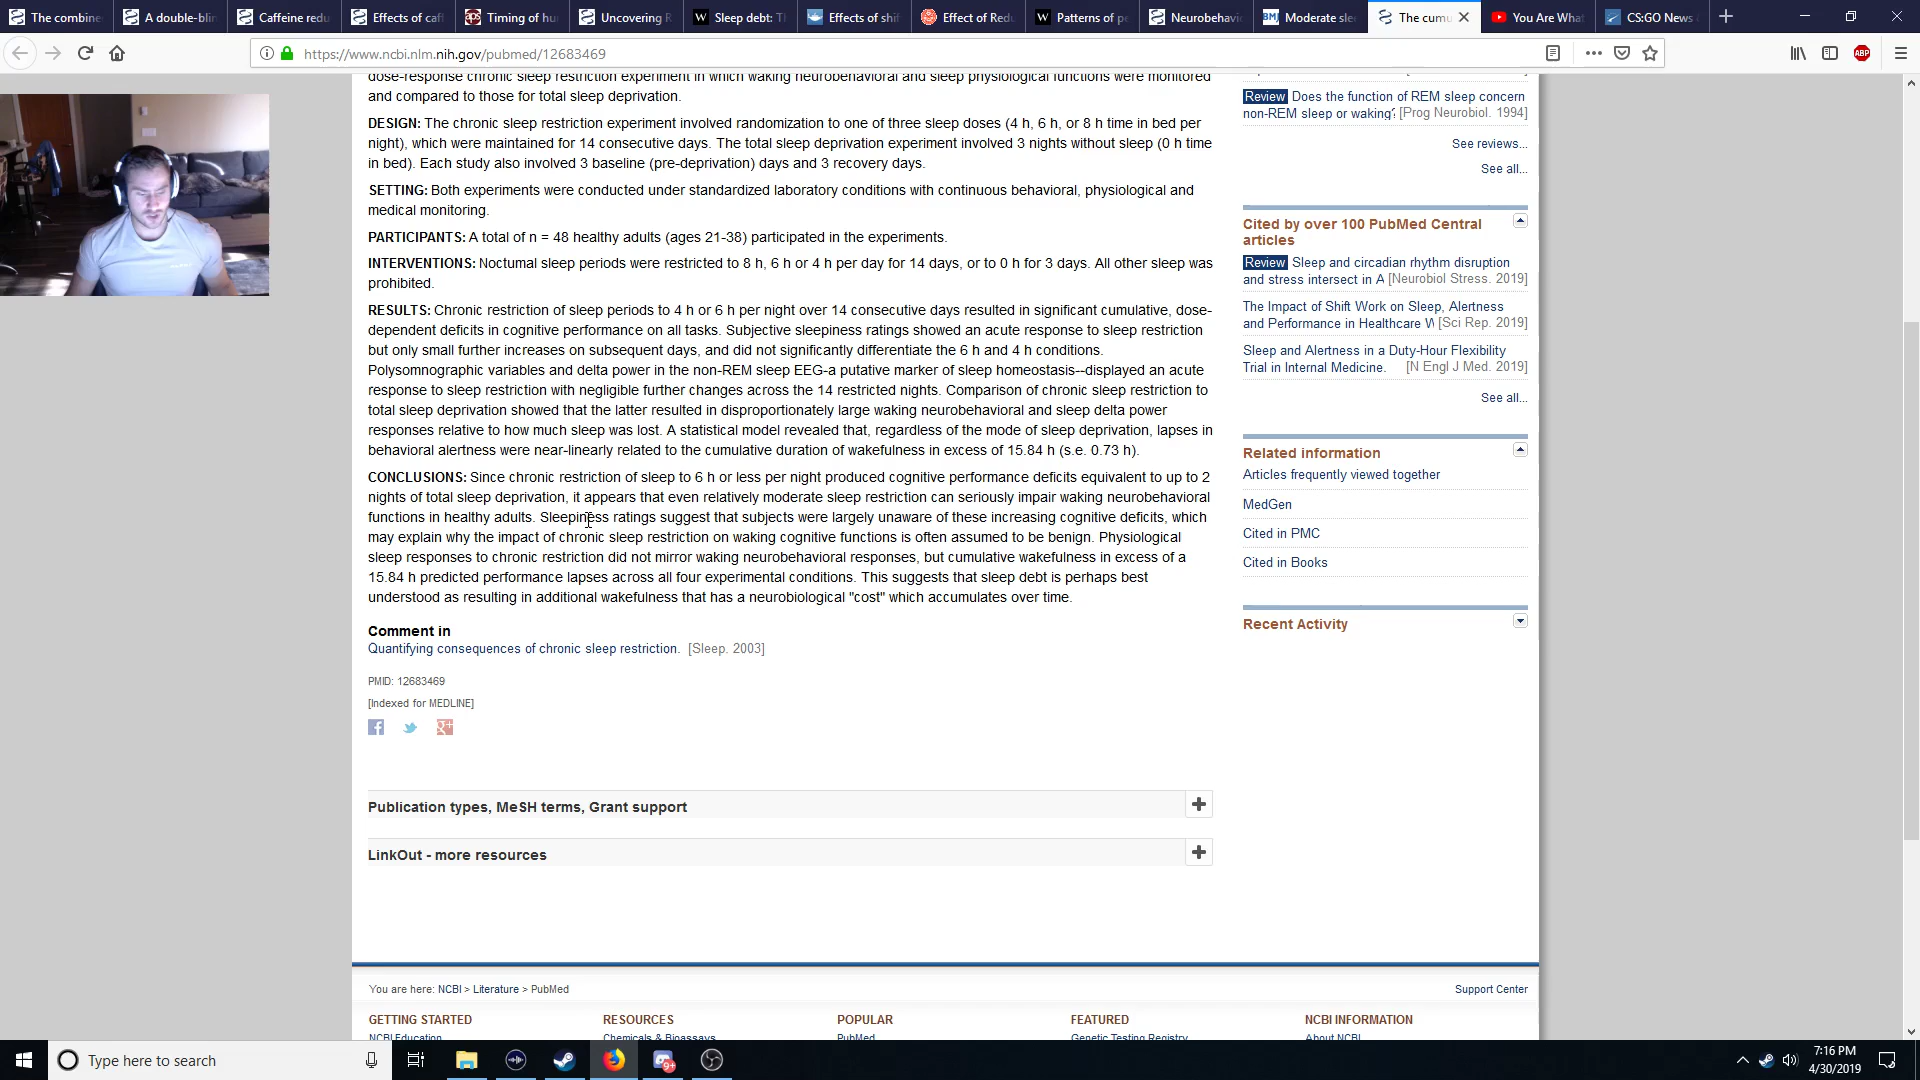 The combine
A double-blin
Caffeine redu
Effects of caff
Timing of hu
Uncovering R
Sleep debt: Th
Effects of shif
Effect of Redu
Patterns of pe
Neurobehavio
BMJ Moderate slee
The cumu
You Are What
CS:GO News &
https://www.ncbi.nlm.nih.gov/pubmed/12683469
ABP
dose-response chronic sleep restriction experiment in which waking neurobehavioral and sleep physiological functions were monitored
and compared to those for total sleep deprivation.
DESIGN: The chronic sleep restriction experiment involved randomization to one of three sleep doses (4 h, 6 h, or 8 h time in bed per
night), which were maintained for 14 consecutive days. The total sleep deprivation experiment involved 3 nights without sleep (0 h time
in bed). Each study also involved 3 baseline (pre-deprivation) days and 3 recovery days.
SETTING: Both experiments were conducted under standardized laboratory conditions with continuous behavioral, physiological and
medical monitoring.
PARTICIPANTS: A total of n = 48 healthy adults (ages 21-38) participated in the experiments.
INTERVENTIONS: Nocturnal sleep periods were restricted to 8 h, 6 h or 4 h per day for 14 days, or to 0 h for 3 days. All other sleep was
prohibited.
RESULTS: Chronic restriction of sleep periods to 4 h or 6 h per night over 14 consecutive days resulted in significant cumulative, dose-
dependent deficits in cognitive performance on all tasks. Subjective sleepiness ratings showed an acute response to sleep restriction
but only small further increases on subsequent days, and did not significantly differentiate the 6 h and 4 h conditions.
Polysomnographic variables and delta power in the non-REM sleep EEG-a putative marker of sleep homeostasis--displayed an acute
response to sleep restriction with negligible further changes across the 14 restricted nights. Comparison of chronic sleep restriction to
total sleep deprivation showed that the latter resulted in disproportionately large waking neurobehavioral and sleep delta power
responses relative to how much sleep was lost. A statistical model revealed that, regardless of the mode of sleep deprivation, lapses in
behavioral alertness were near-linearly related to the cumulative duration of wakefulness in excess of 15.84 h (s.e. 0.73 h).
CONCLUSIONS: Since chronic restriction of sleep to 6 h or less per night produced cognitive performance deficits equivalent to up to 2
nights of total sleep deprivation, it appears that even relatively moderate sleep restriction can seriously impair waking neurobehavioral
functions in healthy adults. Sleepiness ratings suggest that subjects were largely unaware of these increasing cognitive deficits, which
may explain why the impact of chronic sleep restriction on waking cognitive functions is often assumed to be benign. Physiological
sleep responses to chronic restriction did not mirror waking neurobehavioral responses, but cumulative wakefulness in excess of a
15.84 h predicted performance lapses across all four experimental conditions. This suggests that sleep debt is perhaps best
understood as resulting in additional wakefulness that has a neurobiological "cost" which accumulates over time.
Comment in
Quantifying consequences of chronic sleep restriction. [Sleep. 2003]
PMID: 12683469
[Indexed for MEDLINE]
Publication types, MeSH terms, Grant support
LinkOut - more resources
Review Does the function of REM sleep concern
non-REM sleep or waking? [Prog Neurobiol. 1994]
See reviews...
See all...
Cited by over 100 PubMed Central
articles
Review Sleep and circadian rhythm disruption
and stress intersect in A [Neurobiol Stress. 2019]
The Impact of Shift Work on Sleep, Alertness
and Performance in Healthcare W [Sci Rep. 2019]
Sleep and Alertness in a Duty-Hour Flexibility
Trial in Internal Medicine. [N Engl J Med. 2019]
See all...
Related information
Articles frequently viewed together
MedGen
Cited in PMC
Cited in Books
Recent Activity
You are here: NCBI > Literature > PubMed
Support Center
GETTING STARTED
RESOURCES
POPULAR
FEATURED
NCBI INFORMATION
NCBI Education
Chemicals & Bioassays
PubMed
Genetic Testing Registry
About NCBI
Type here to search
9+
7:16 PM
4/30/2019